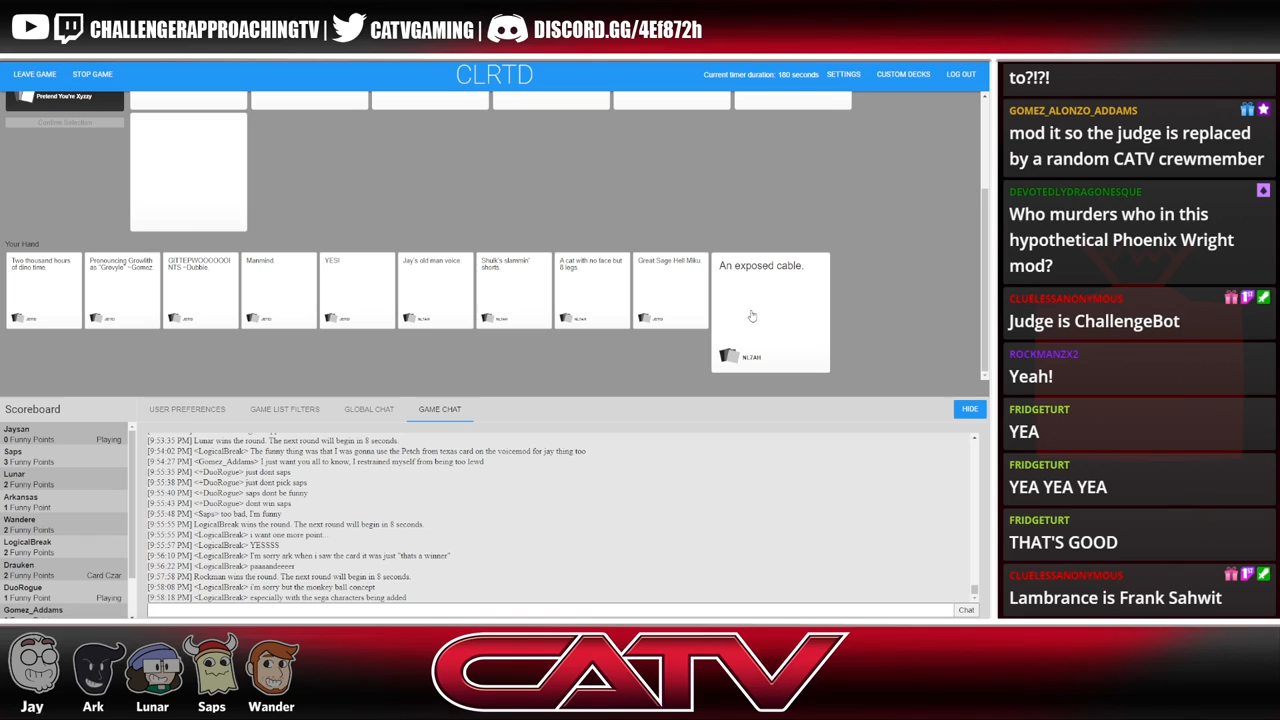 CHALLENGERAPPROACHINGTV | CATVGAMING | DISCORD.GG/4Ef872h
LEAVE GAME STOP GAME CLRTD Current timer duration: 180 seconds SETTINGS CUSTOM DECKS LOG OUT
Pretend You're Xyzzy
Confirm Selection
Your Hand
Two thousand hours
of dino time.
JETO
Pronouncing Growlith
as "Grovyle" ~Gomez.
GITTEPWOOOOOOI
NTS ~Dubbie.
Manmind.
YES!
Jay's old man voice.
NLZAH
Shulk's slammin'
shorts.
NLZAH
A cat with no face but
8 legs.
NLZAH
Great Sage Hell Miku.
An exposed cable.
NLZAH
Scoreboard
Jaysan
0 Funny Points Playing
Saps
3 Funny Points
Lunar
2 Funny Points
Arkansas
1 Funny Point
Wandere
2 Funny Points
LogicalBreak
2 Funny Points
Drauken
2 Funny Points Card Czar
DuoRogue
1 Funny Point Playing
Gomez_Addams
USER PREFERENCES GAME LIST FILTERS GLOBAL CHAT GAME CHAT HIDE
[9:53:35 PM] Lunar wins the round. The next round will begin in 8 seconds.
[9:54:02 PM] <LogicalBreak> The funny thing was that I was gonna use the Petch from texas card on the voicemod for jay thing too
[9:54:27 PM] <Gomez_Addams> I just want you all to know, I restrained myself from being too lewd
[9:55:35 PM] <+DuoRogue> just dont saps
[9:55:38 PM] <+DuoRogue> just dont pick saps
[9:55:40 PM] <+DuoRogue> saps dont be funny
[9:55:43 PM] <+DuoRogue> dont win saps
[9:55:48 PM] <Saps> too bad, I'm funny
[9:55:55 PM] LogicalBreak wins the round. The next round will begin in 8 seconds.
[9:55:55 PM] <LogicalBreak> i want one more point...
[9:55:57 PM] <LogicalBreak> YESSSS
[9:56:10 PM] <LogicalBreak> I'm sorry ark when i saw the card it was just "thats a winner"
[9:56:22 PM] <LogicalBreak> paaaandeeeer
[9:57:58 PM] Rockman wins the round. The next round will begin in 8 seconds.
[9:58:08 PM] <LogicalBreak> i'm sorry but the monkey ball concept
[9:58:18 PM] <LogicalBreak> especially with the sega characters being added
Chat
to?!?!
GOMEZ_ALONZO_ADDAMS
mod it so the judge is replaced
by a random CATV crewmember
DEVOTEDLYDRAGONESQUE
Who murders who in this
hypothetical Phoenix Wright
mod?
CLUELESSANONYMOUS
Judge is ChallengeBot
ROCKMANZX2
Yeah!
FRIDGETURT
YEA
FRIDGETURT
YEA YEA YEA
FRIDGETURT
THAT'S GOOD
CLUELESSANONYMOUS
Lambrance is Frank Sahwit
Jay Ark Lunar Saps Wander
CATV